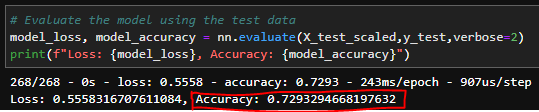 # Evaluate the model using the test data
model_loss, model_accuracy = nn.evaluate(X_test_scaled,y_test,verbose=2)
print(f"Loss: {model_loss}, Accuracy: {model_accuracy}")
268/268 - 0s - loss: 0.5558 - accuracy: 0.7293 - 243ms/epoch - 907us/step
Loss: 0.5558316707611084, Accuracy: 0.7293294668197632